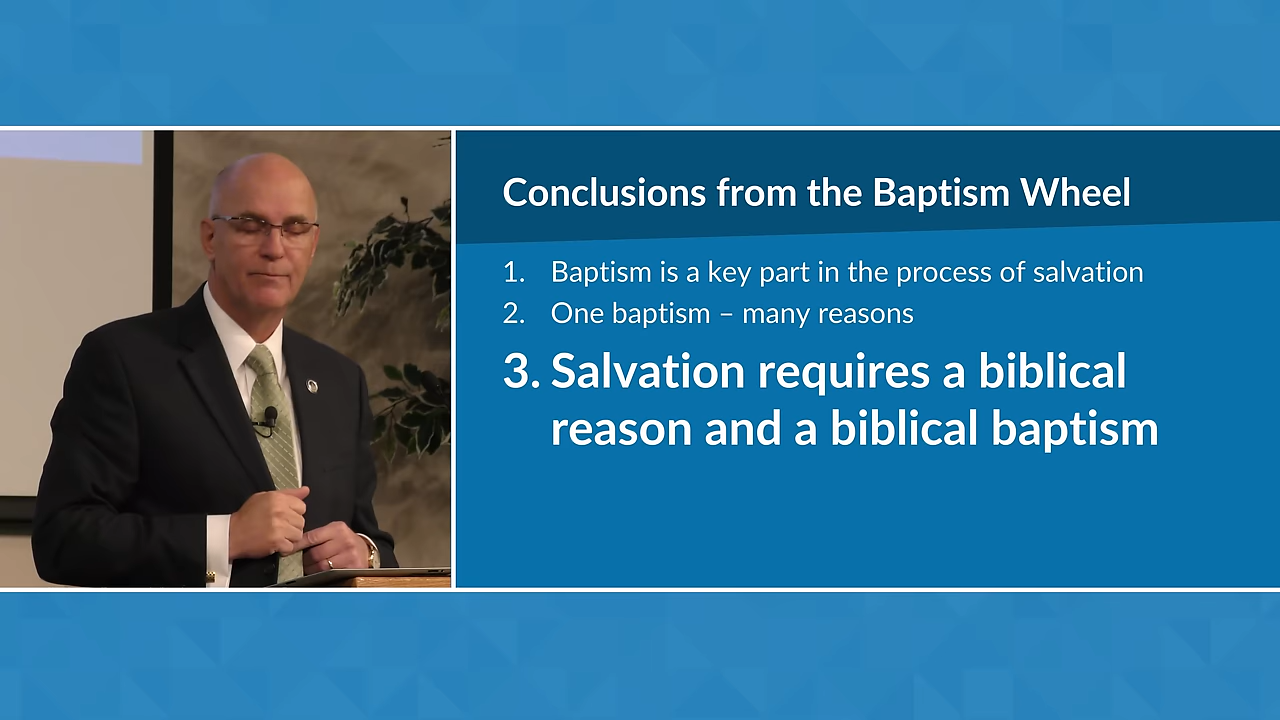 Conclusions from the Baptism Wheel
1. Baptism is a key part in the process of salvation
2. One baptism – many reasons
3. Salvation requires a biblical
reason and a biblical baptism